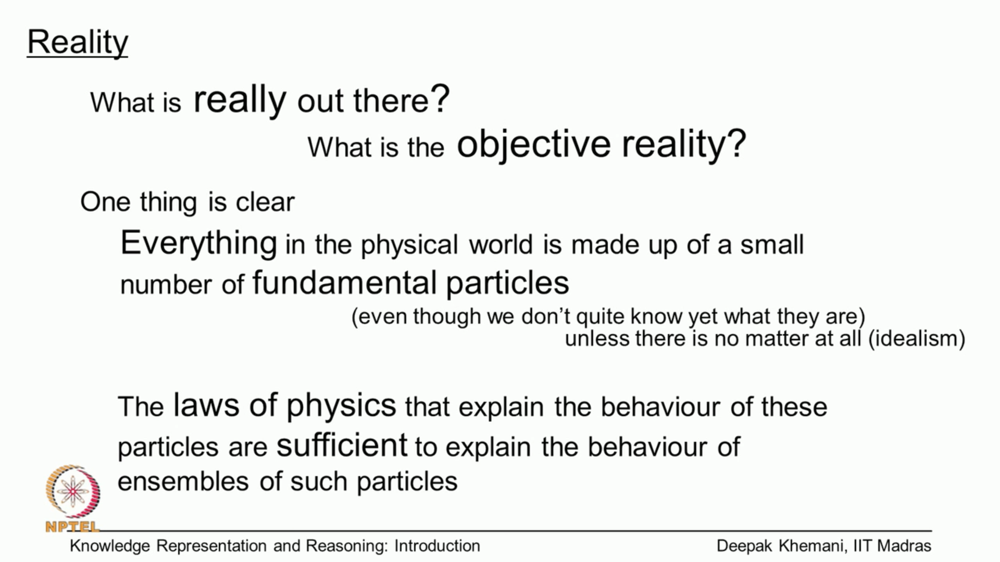 Reality
What is really out there?
What is the objective reality?
One thing is clear
Everything in the physical world is made up of a small
number of fundamental particles
(even though we don’t quite know yet what they are)
unless there is no matter at all (idealism)
The laws of physics that explain the behaviour of these
particles are sufficient to explain the behaviour of
ensembles of such particles
NPTEL
Knowledge Representation and Reasoning: Introduction
Deepak Khemani, IIT Madras